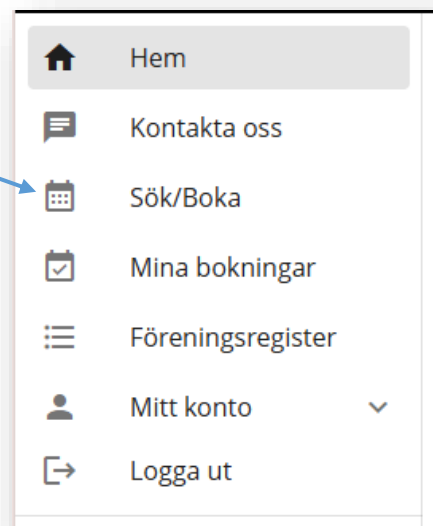 Hem
Kontakta oss
Sök/Boka
Mina bokningar
Föreningsregister
Mitt konto
Logga ut